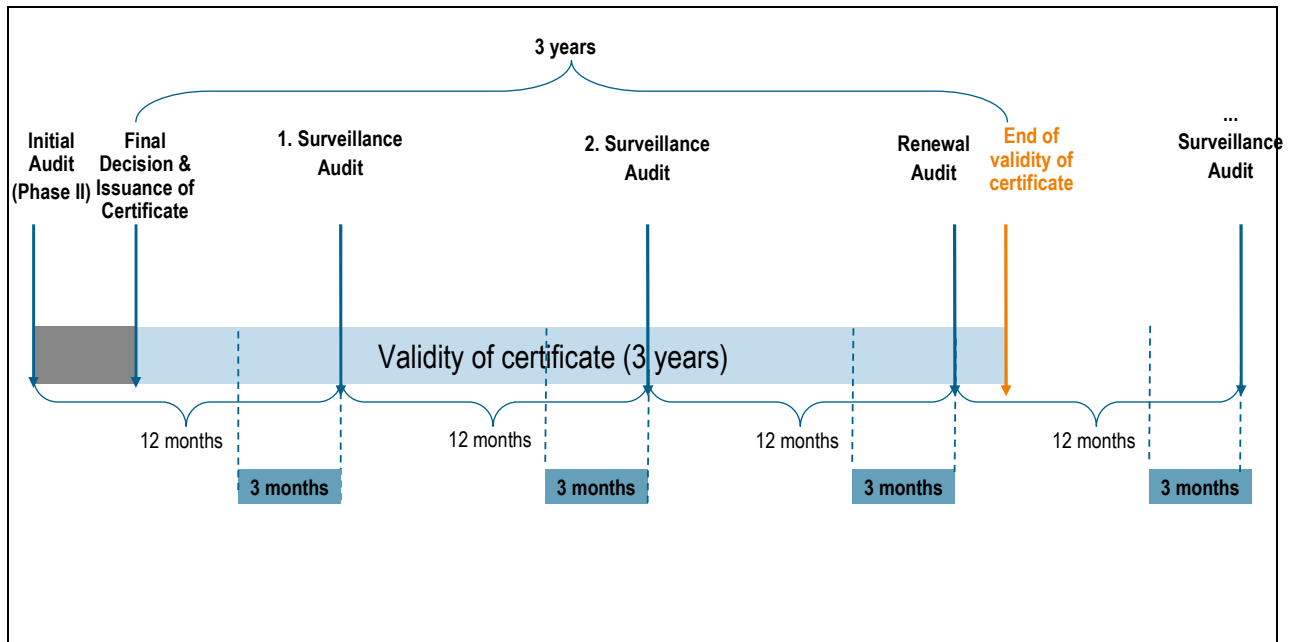 3 years
Initial
Audit
(Phase II)
Final
Decision &
Issuance of
Certificate
1. Surveillance
Audit
2. Surveillance
Audit
Renewal
Audit
End of
validity of
certificate
...
Surveillance
Audit
Validity of certificate (3 years)
12 months
12 months
12 months
12 months
3 months
3 months
3 months
3 months